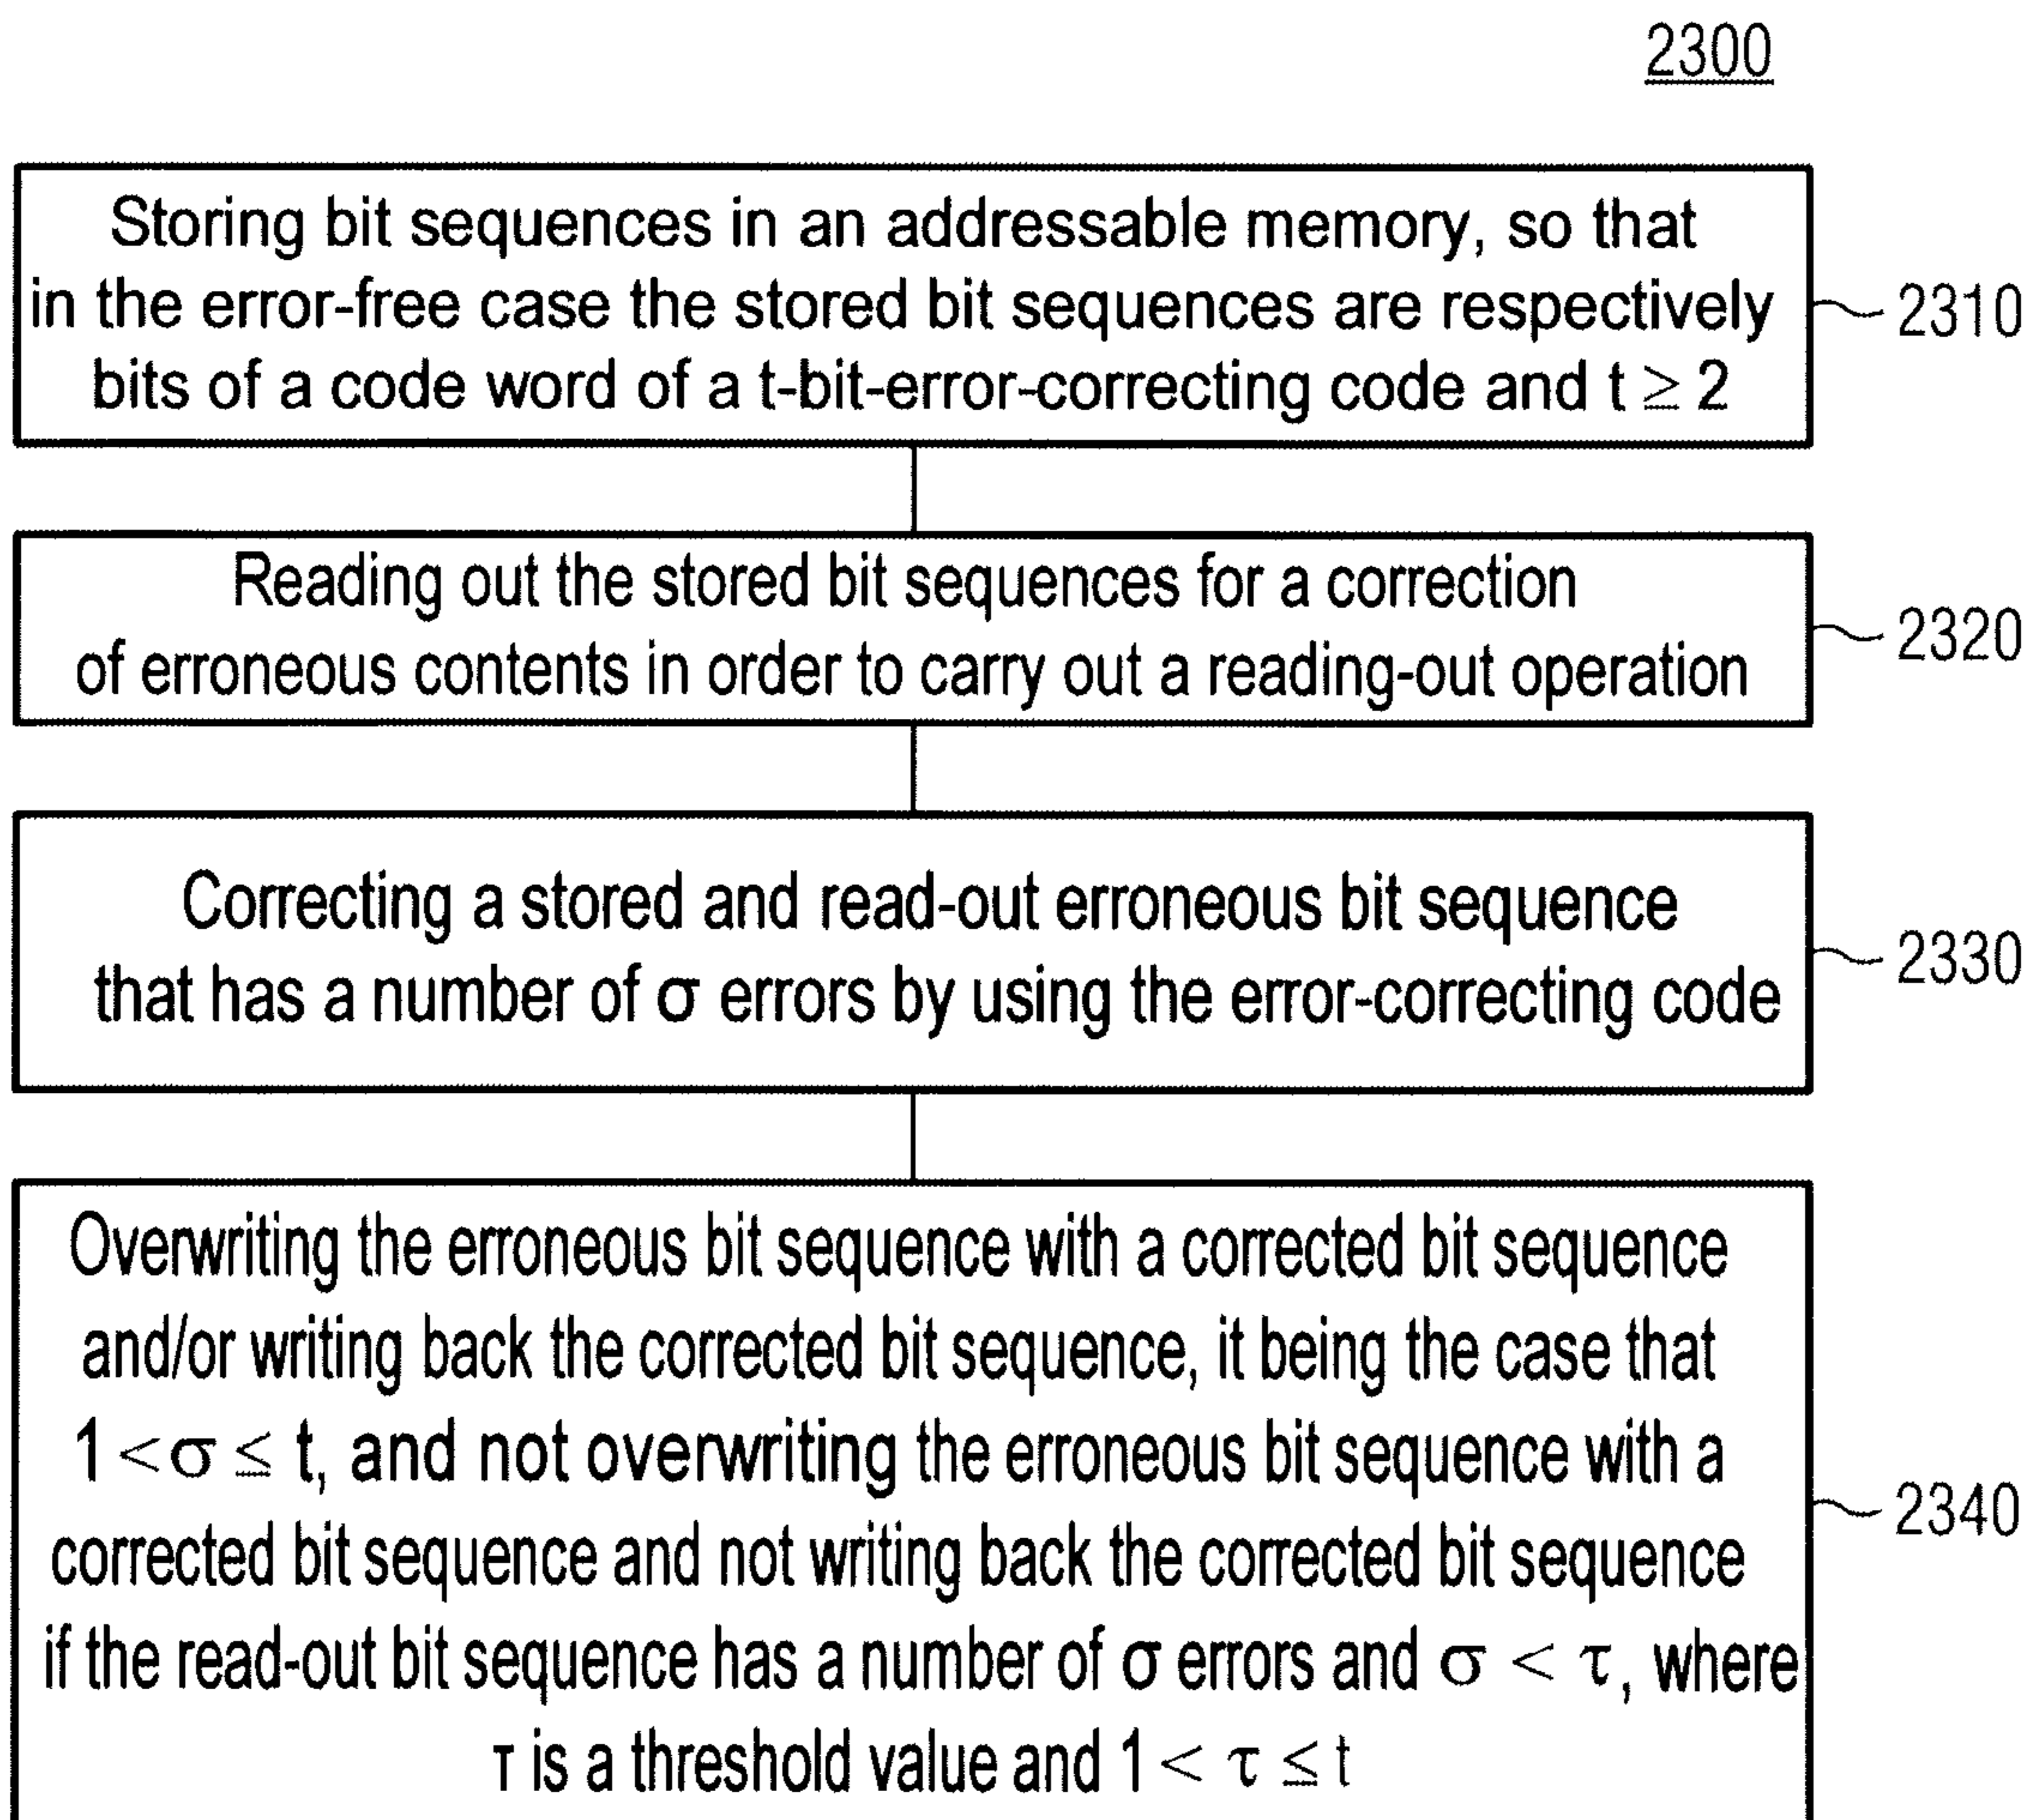 2300
Storing bit sequences in an addressable memory, so that
in the error-free case the stored bit sequences are respectively
bits of a code word of a t-bit-error-correcting code and t ≥ 2
2310
Reading out the stored bit sequences for a correction
of erroneous contents in order to carry out a reading-out operation
2320
Correcting a stored and read-out erroneous bit sequence
that has a number of σ errors by using the error-correcting code
2330
Overwriting the erroneous bit sequence with a corrected bit sequence
and/or writing back the corrected bit sequence, it being the case that
1 < σ ≤ t, and not overwriting the erroneous bit sequence with a
corrected bit sequence and not writing back the corrected bit sequence
if the read-out bit sequence has a number of σ errors and σ < τ, where
τ is a threshold value and 1 < τ ≤ t
2340